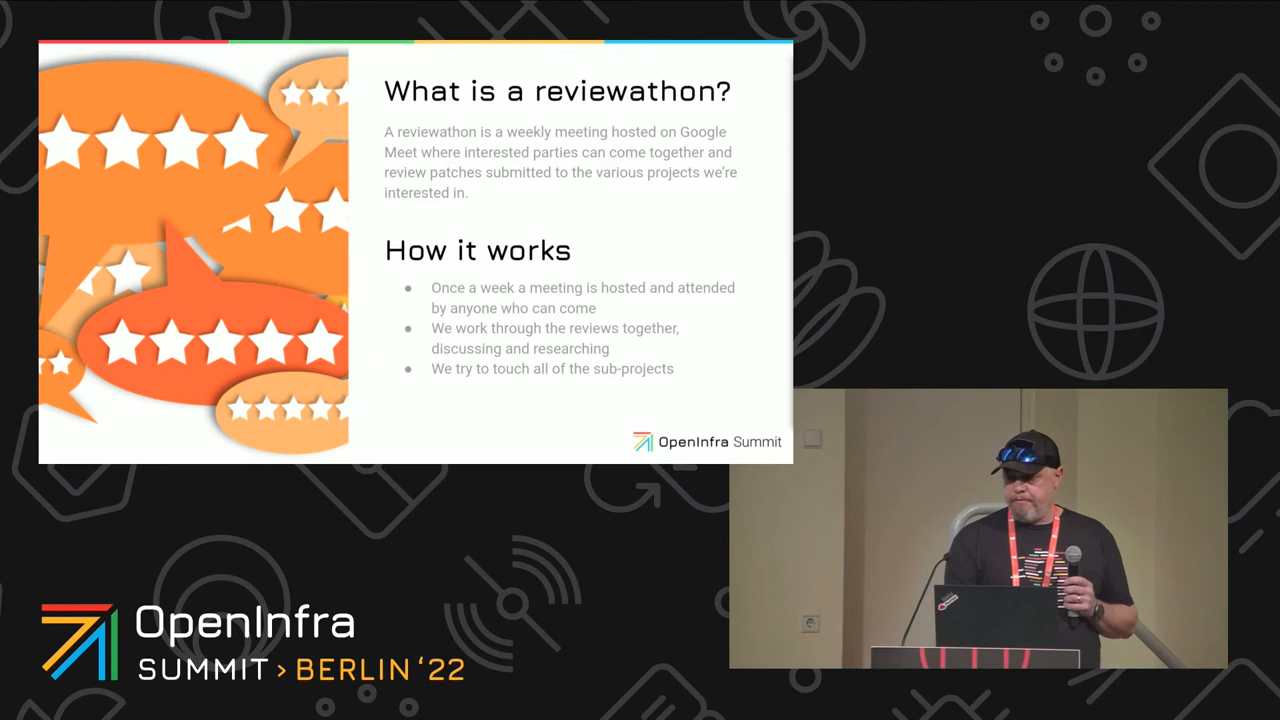 What is a reviewathon?
A reviewathon is a weekly meeting hosted on Google
Meet where interested parties can come together and
review patches submitted to the various projects we're
interested in.
How it works
● Once a week a meeting is hosted and attended
by anyone who can come
● We work through the reviews together,
discussing and researching
● We try to touch all of the sub-projects
OpenInfra Summit
OpenInfra
SUMMIT > BERLIN ‘22